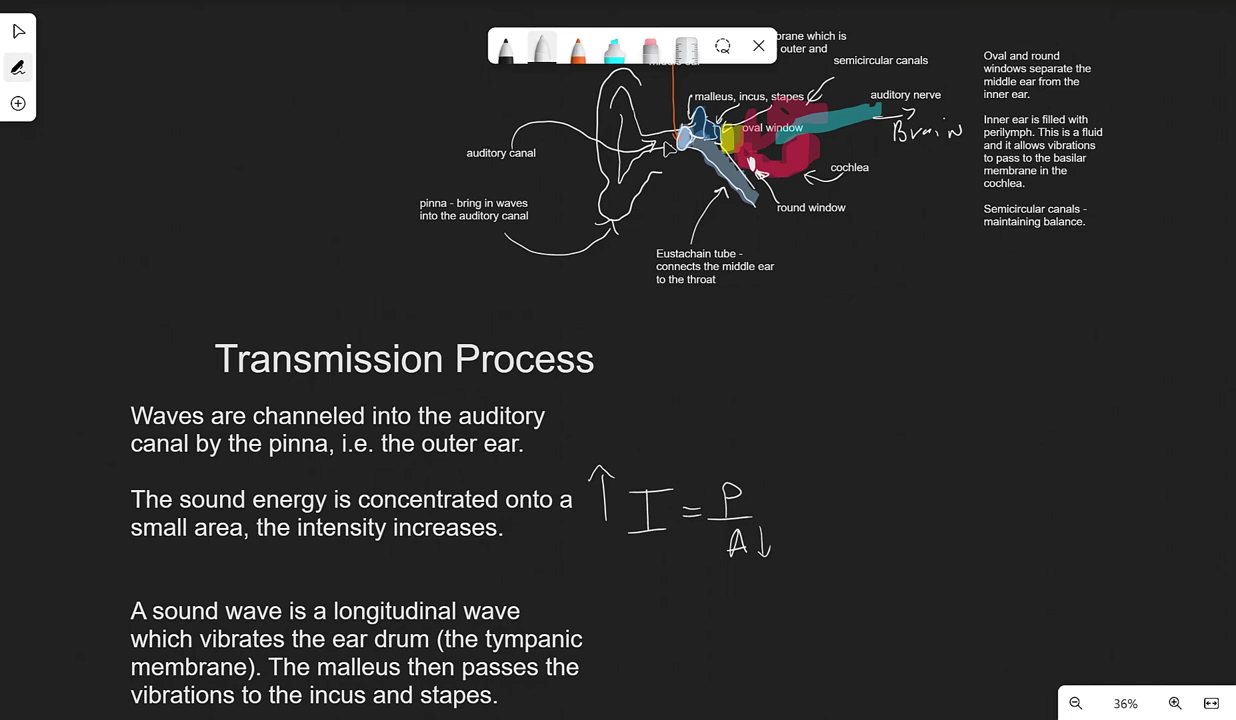 brane which is
outer and
semicircular canals
malleus, incus, stapes
auditory nerve
oval window
Brain
auditory canal
cochlea
pinna - bring in waves
into the auditory canal
round window
Eustachain tube -
connects the middle ear
to the throat
Oval and round
windows separate the
middle ear from the
inner ear.
Inner ear is filled with
perilymph. This is a fluid
and it allows vibrations
to pass to the basilar
membrane in the
cochlea.
Semicircular canals -
maintaining balance.
Transmission Process
Waves are channeled into the auditory
canal by the pinna, i.e. the outer ear.
The sound energy is concentrated onto a
small area, the intensity increases.
↑ I = P/A ↓
A sound wave is a longitudinal wave
which vibrates the ear drum (the tympanic
membrane). The malleus then passes the
vibrations to the incus and stapes.
36%